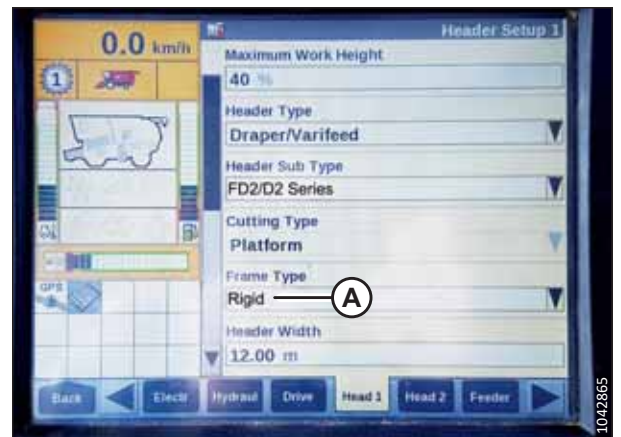 0.0 km/h
Header Setup 1
Maximum Work Height
40 %
1
Header Type
Draper/Varifeed
Header Sub Type
FD2/D2 Series
Cutting Type
Platform
Frame Type
Rigid
A
GPS
Header Width
12.00 m
Back
Electr
Hydraul
Drive
Head 1
Head 2
Feeder
1042865